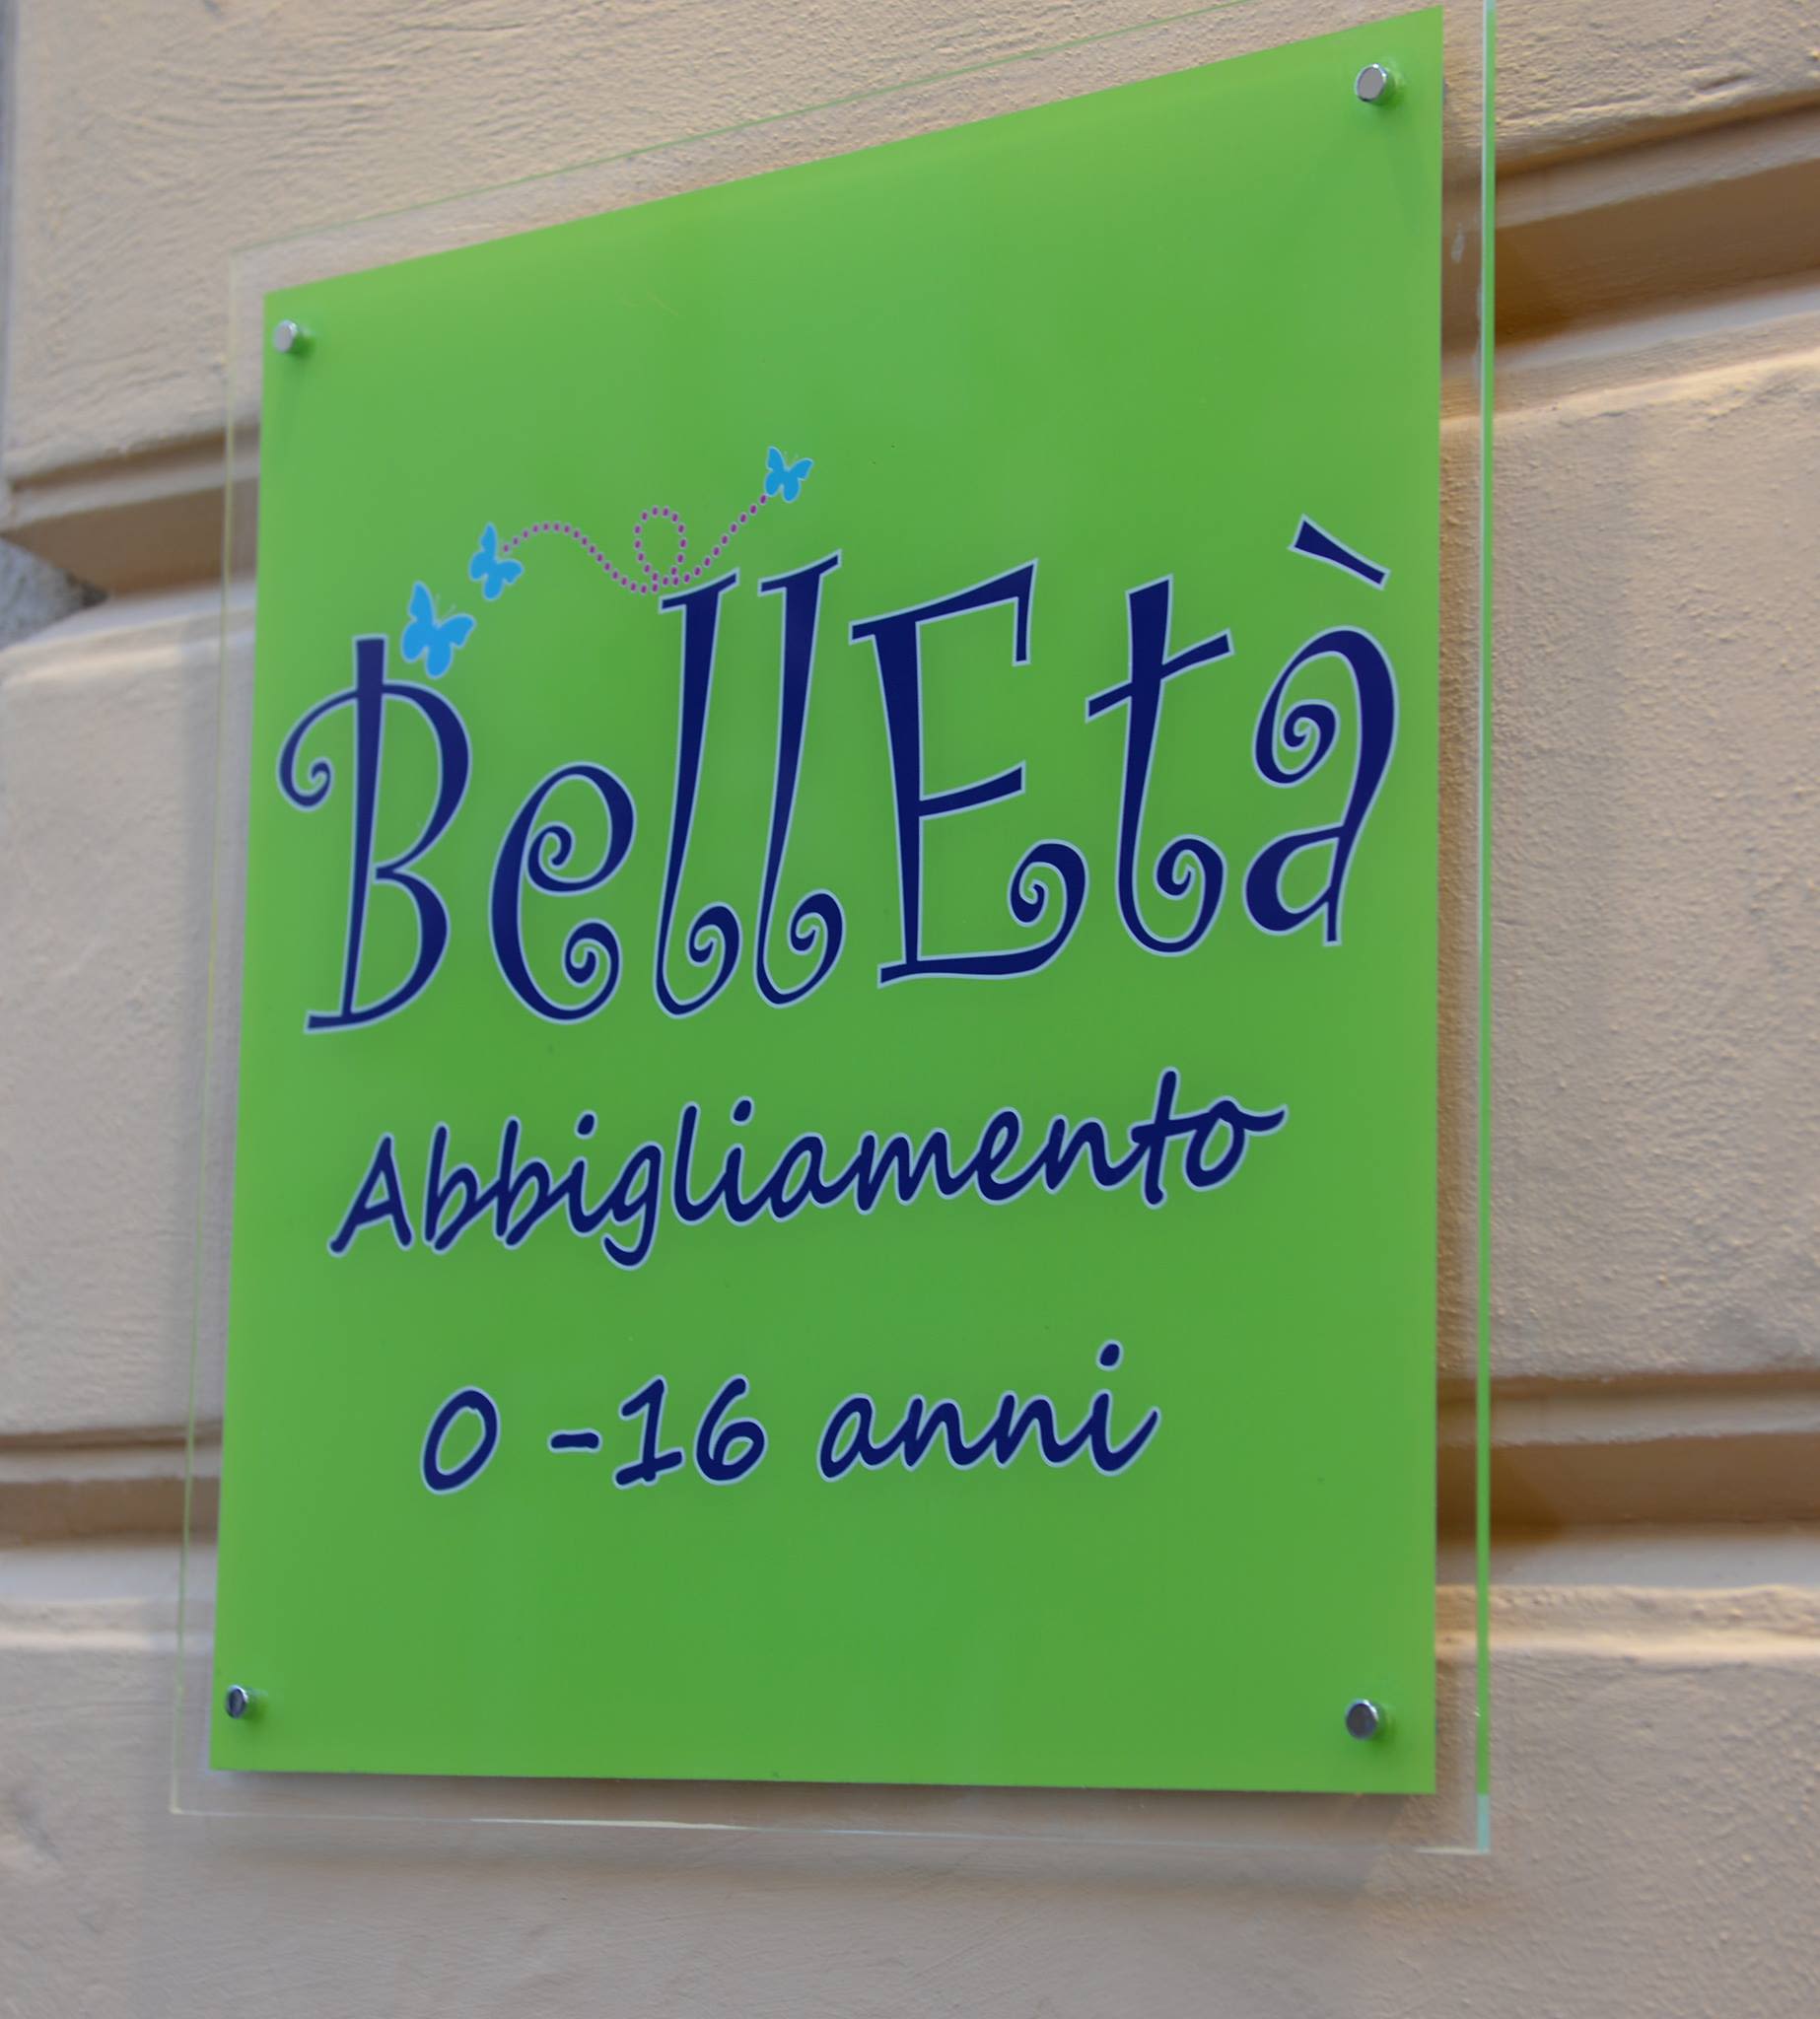 BellEtà
Abbigliamento
0 -16 anni